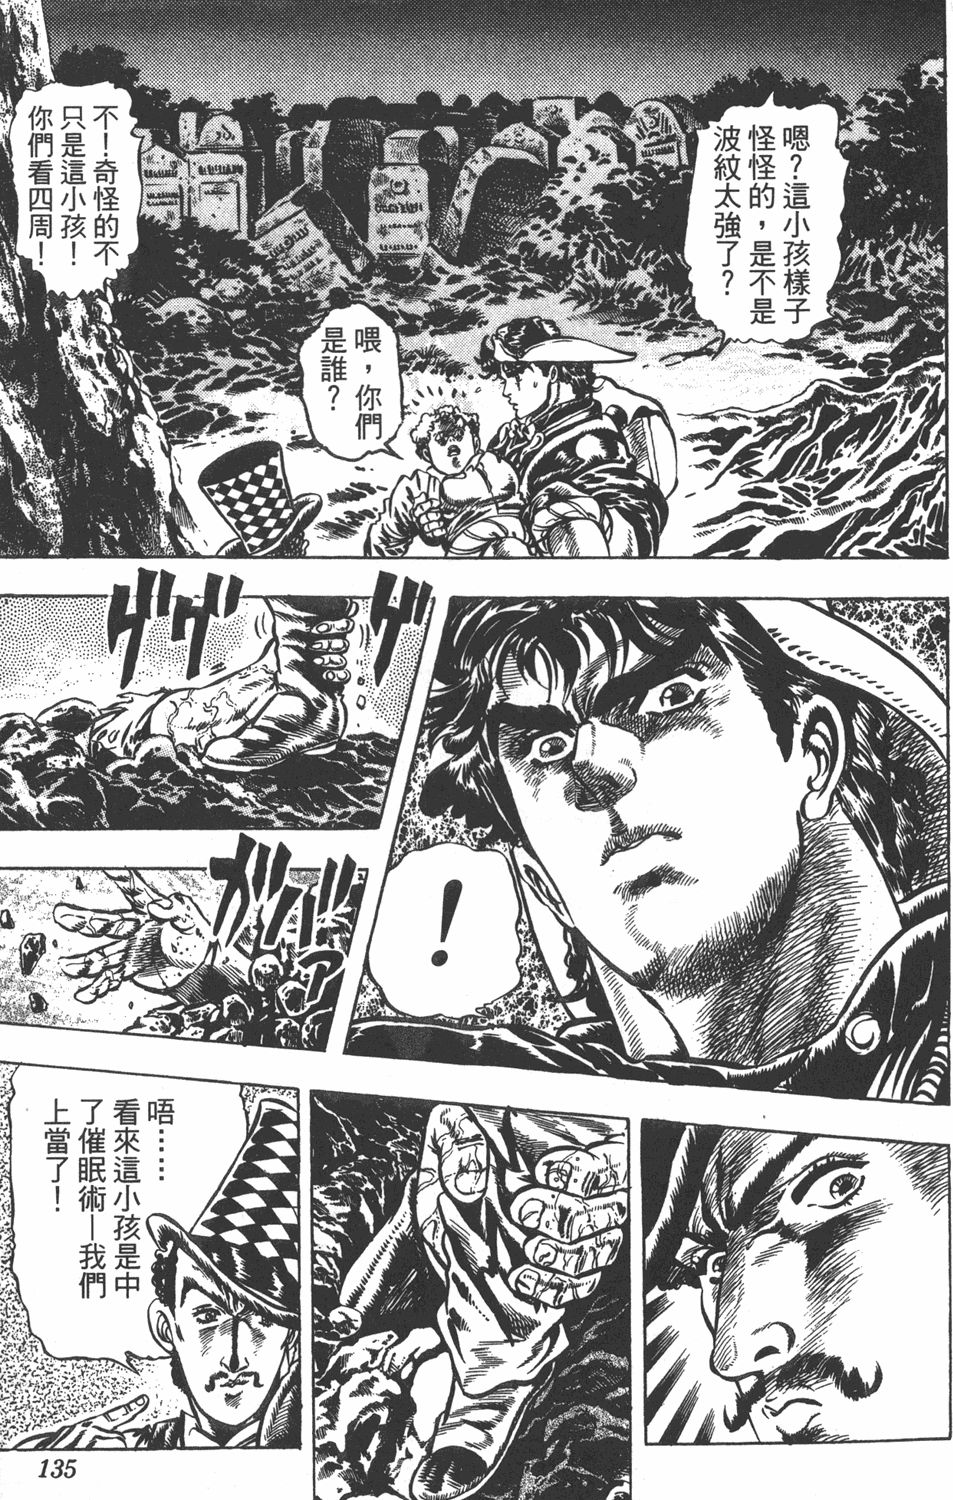 嗯？這小孩樣子
怪怪的，是不是
波紋太強了？
喂，你們
是誰？
不！奇怪的不
只是這小孩！
你們看四周！
！
ググッ
ガバァ
唔……
看來這小孩是中
了催眠術—我們
上當了！
135